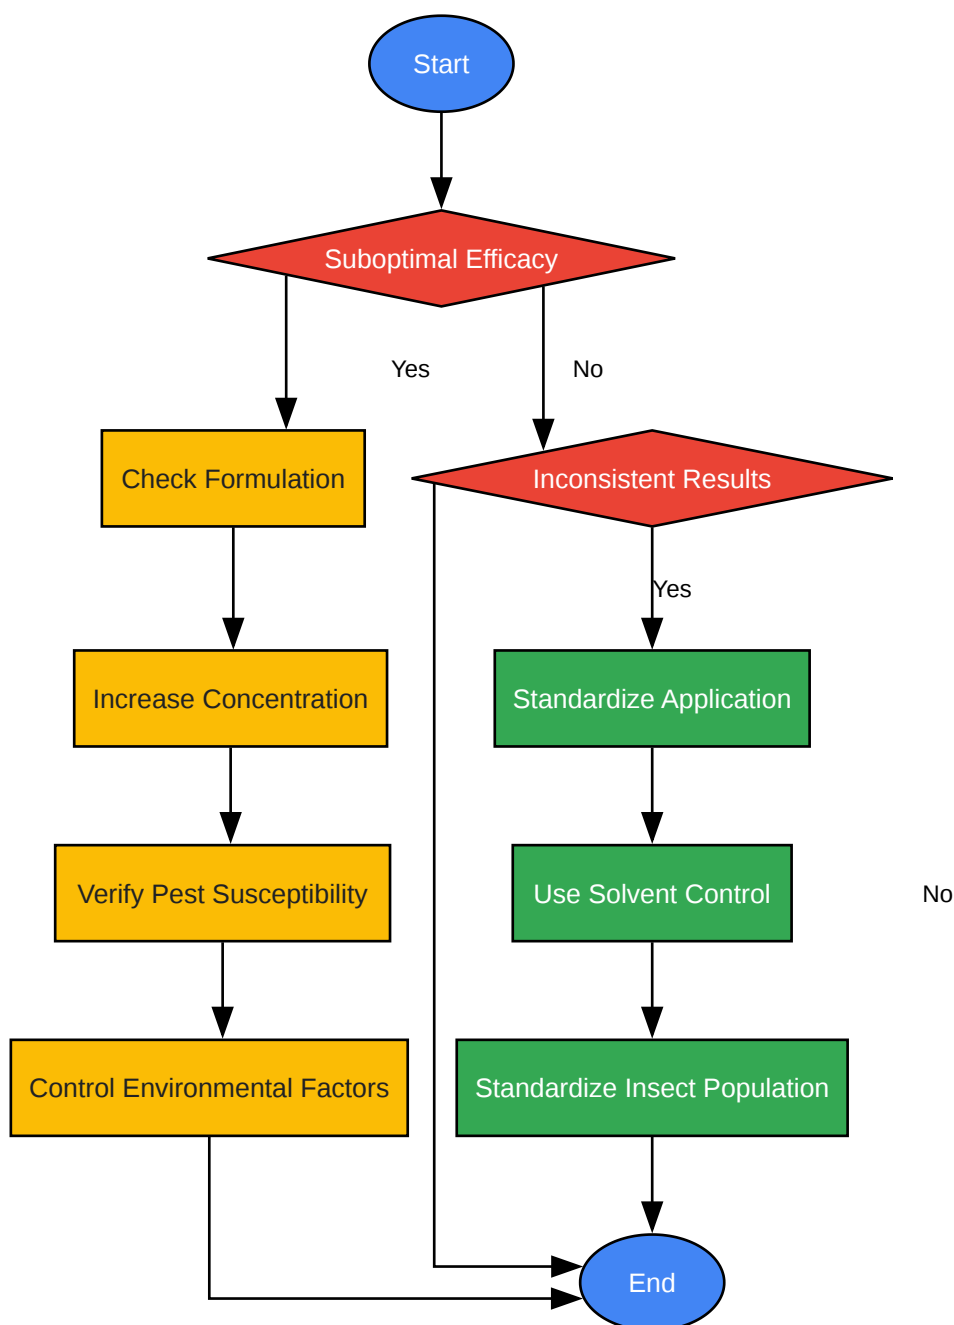 Start
Suboptimal Efficacy
Yes
No
Check Formulation
Inconsistent Results
Yes
Increase Concentration
Standardize Application
Verify Pest Susceptibility
Use Solvent Control
No
Control Environmental Factors
Standardize Insect Population
End